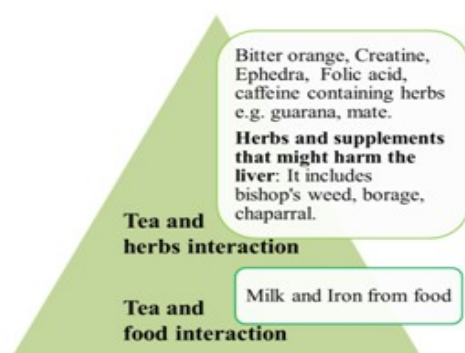 Bitter orange, Creatine,
Ephedra, Folic acid,
caffeine containing herbs
e.g. guarana, mate.
Herbs and supplements
that might harm the
liver: It includes
bishop's weed, borage,
chaparral.
Tea and
herbs interaction
Milk and Iron from food
Tea and
food interaction